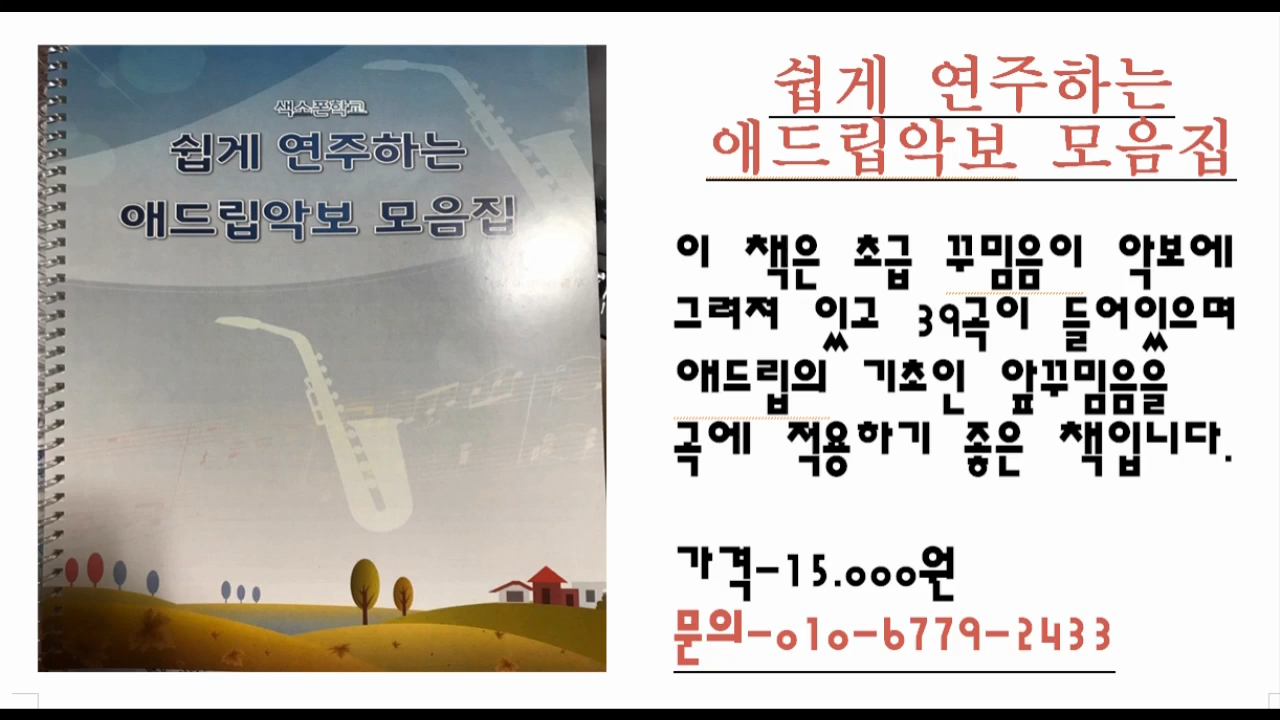 색소폰학교
쉽게 연주하는
애드립악보 모음집
쉽게 연주하는
애드립악보 모음집
이 책은 초급 꾸밈음이 악보에
그려져 있고 39곡이 들어있으며
애드립의 기초인 앞꾸밈음을
곡에 적용하기 좋은 책입니다.
가격-15.000원
문의-010-6779-2433